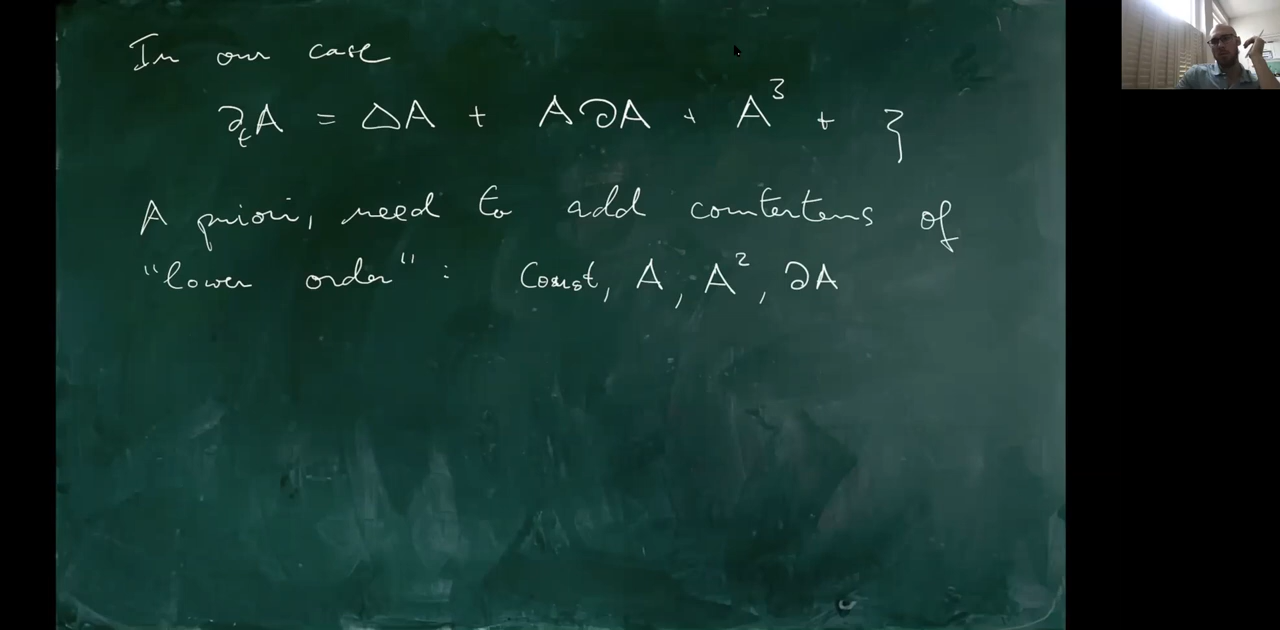 In our case
∂ₜA = ΔA + A∂A + A³ + ξ
A priori, need to add counterterms of
"lower order" : Const, A, A², ∂A